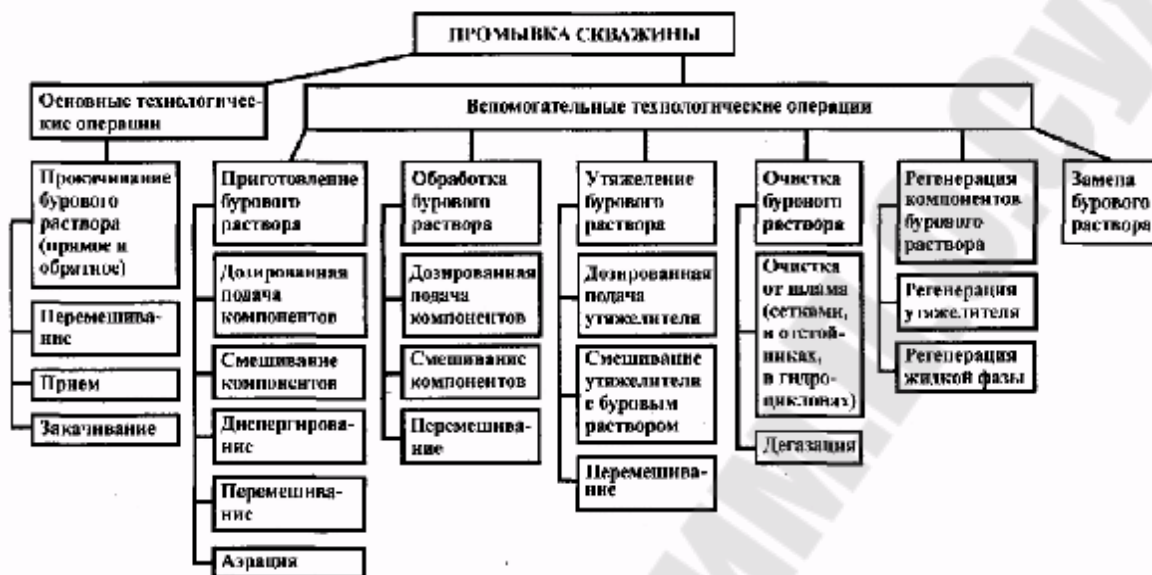 ПРОМЫВКА СКВАЖИНЫ
Основные технологичес-
кие операции
Вспомогательные технологические операции
Прокачивание
бурового
раствора
(прямое и
обратное)
Перемешива-
ние
Прием
Закачивание
Приготовление
бурового
раствора
Дозированная
подача
компонентов
Смешивание
компонентов
Диспергирова-
ние
Перемешива-
ние
Аэрация
Обработка
бурового
раствора
Дозированная
подача
компонентов
Смешивание
компонентов
Перемешива-
ние
Утяжеление
бурового
раствора
Дозированная
подача
утяжелителя
Смешивание
утяжелителя
с буровым
раствором
Перемешива-
ние
Очистка
бурового
раствора
Очистка
от шлама
(сетками,
в отстой-
никах,
в гидро-
циклонах)
Дегазация
Регенерация
компонентов
бурового
раствора
Регенерация
утяжелителя
Регенерация
жидкой фазы
Замена
бурового
раствора